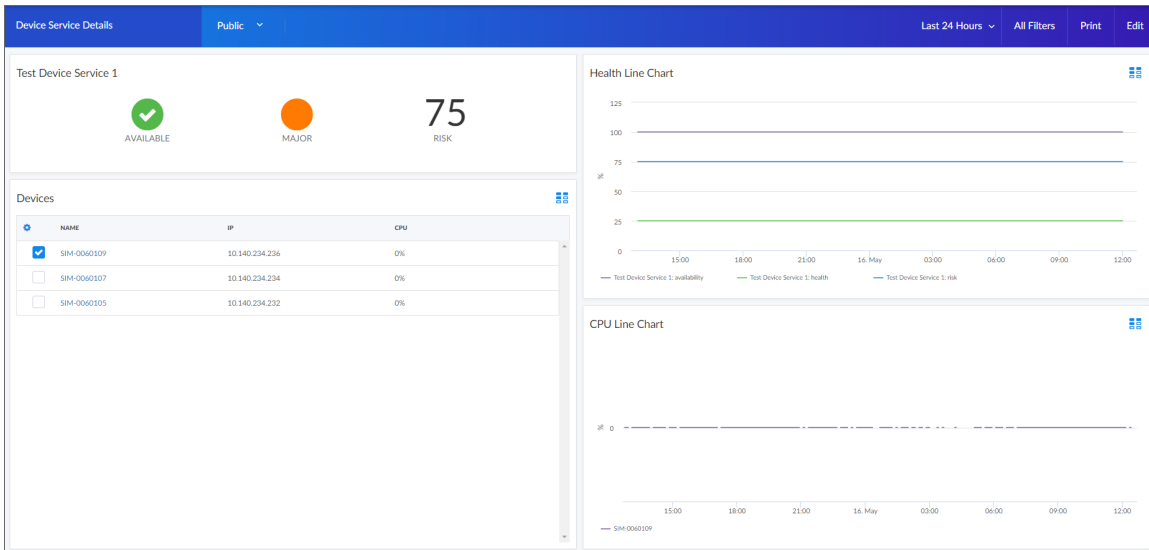 Device Service Details
Public
Last 24 Hours
All Filters
Print
Edit
Test Device Service 1
AVAILABLE
MAJOR
75
RISK
Devices
NAME IP CPU
SIM-0060109 10.140.234.236 0%
SIM-0060107 10.140.234.234 0%
SIM-0060105 10.140.234.232 0%
Health Line Chart
125
100
75
%
50
25
0
15:00 18:00 21:00 16. May 03:00 06:00 09:00 12:00
Test Device Service 1: availability Test Device Service 1: health Test Device Service 1: risk
CPU Line Chart
% 0
15:00 18:00 21:00 16. May 03:00 06:00 09:00 12:00
SIM-0060109